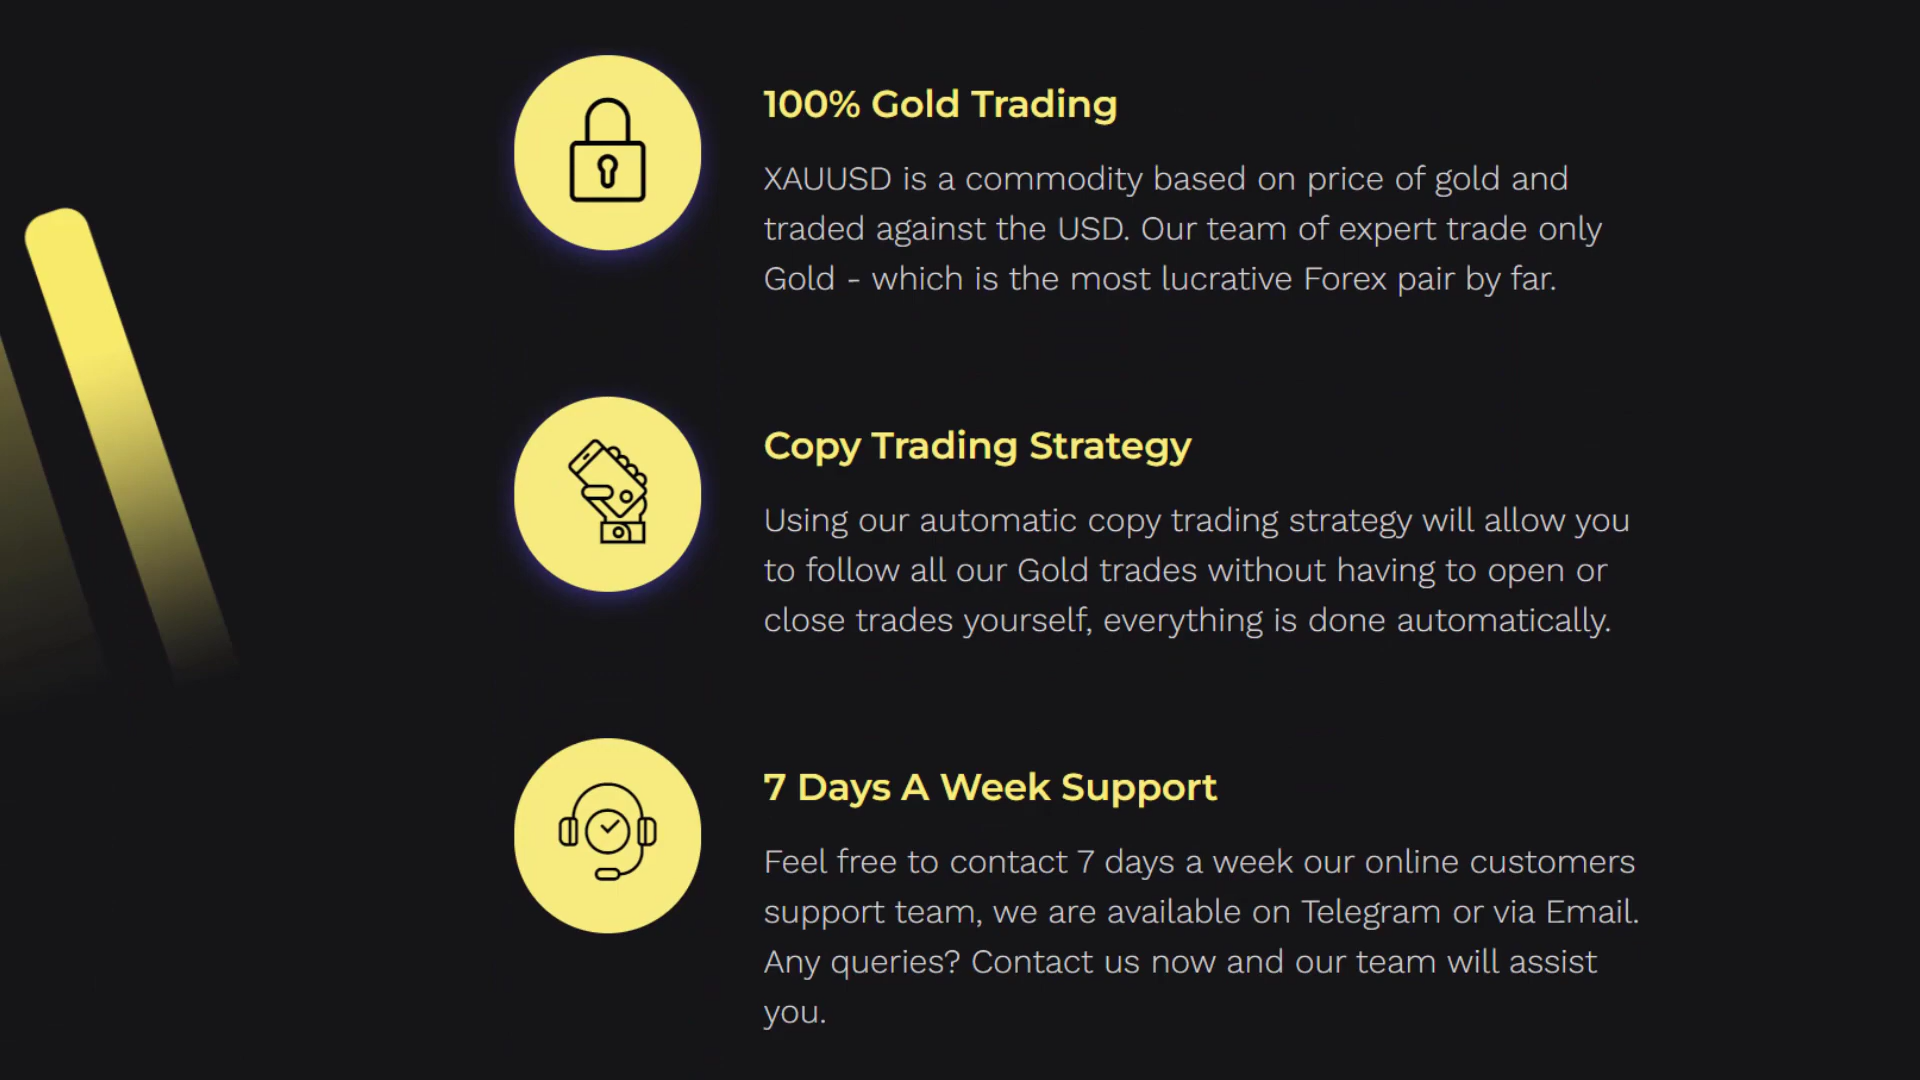 100% Gold Trading
XAUUSD is a commodity based on price of gold and
traded against the USD. Our team of expert trade only
Gold - which is the most lucrative Forex pair by far.
Copy Trading Strategy
Using our automatic copy trading strategy will allow you
to follow all our Gold trades without having to open or
close trades yourself, everything is done automatically.
7 Days A Week Support
Feel free to contact 7 days a week our online customers
support team, we are available on Telegram or via Email.
Any queries? Contact us now and our team will assist
you.